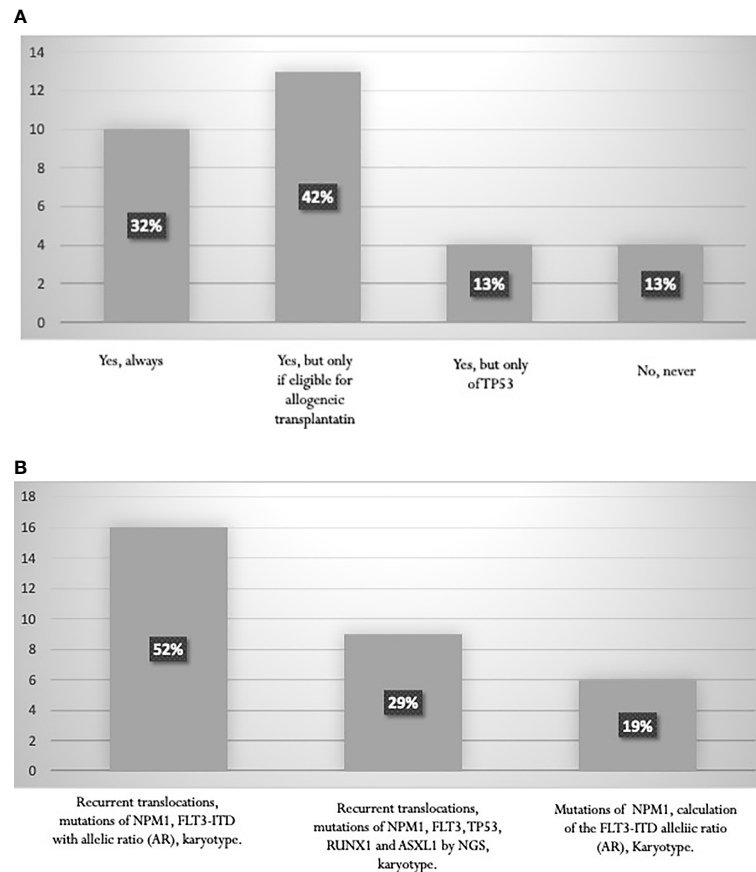 A
14
12
10
8
6
4
2
0
32%
42%
13%
13%
Yes, always
Yes, but only
if eligible for
allogeneic
transplantatin
Yes, but only
of TP53
No, never
B
18
16
14
12
10
8
6
4
2
0
52%
29%
19%
Recurrent translocations,
mutations of NPM1, FLT3-ITD
with allelic ratio (AR), karyotype.
Recurrent translocations,
mutations of NPM1, FLT3, TP53,
RUNX1 and ASXL1 by NGS,
karyotype.
Mutations of NPM1, calculation
of the FLT3-ITD alleliic ratio
(AR), Karyotype.